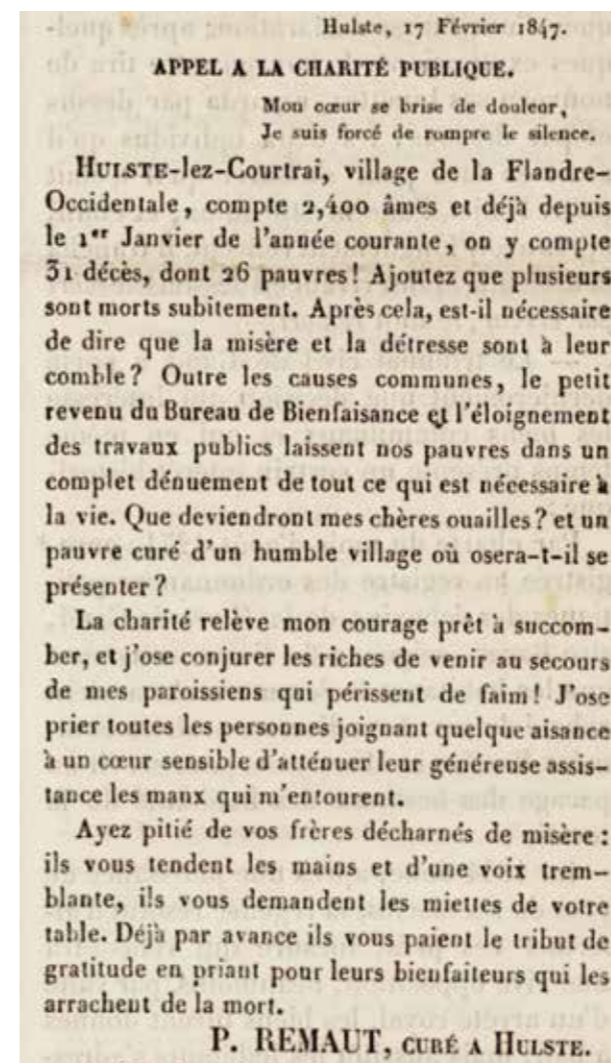 Hulste, 17 Février 1847.
APPEL A LA CHARITÉ PUBLIQUE.
Mon cœur se brise de douleur,
Je suis forcé de rompre le silence.
HULSTE-lez-Courtrai, village de la Flandre-
Occidentale, compte 2,400 âmes et déjà depuis
le 1er Janvier de l'année courante, on y compte
31 décès, dont 26 pauvres! Ajoutez que plusieurs
sont morts subitement. Après cela, est-il nécessaire
de dire que la misère et la détresse sont à leur
comble? Outre les causes communes, le petit
revenu du Bureau de Bienfaisance et l'éloignement
des travaux publics laissent nos pauvres dans un
complet dénuement de tout ce qui est nécessaire à
la vie. Que deviendront mes chères ouailles? et un
pauvre curé d'un humble village où osera-t-il se
présenter?
La charité relève mon courage prêt à succom-
ber, et j'ose conjurer les riches de venir au secours
de mes paroissiens qui périssent de faim! J'ose
prier toutes les personnes joignant quelque aisance
à un cœur sensible d'atténuer leur généreuse assis-
tance les maux qui m'entourent.
Ayez pitié de vos frères décharnés de misère :
ils vous tendent les mains et d'une voix trem-
blante, ils vous demandent les miettes de votre
table. Déjà par avance ils vous paient le tribut de
gratitude en priant pour leurs bienfaiteurs qui les
arrachent de la mort.
P. REMAUT, CURÉ A HULSTE.